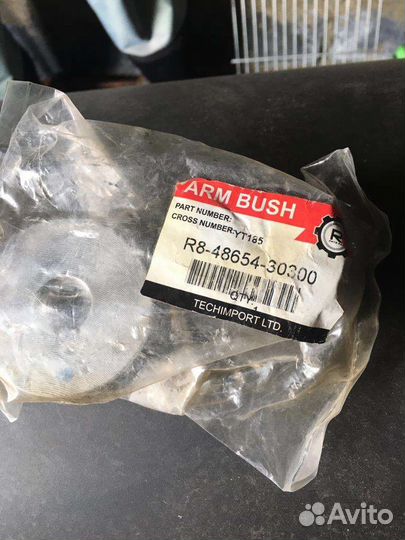 ARM BUSH
PART NUMBER:
CROSS NUMBER:YT165
R8-48654-30300
QTY
TECHIMPORT LTD.
Avito